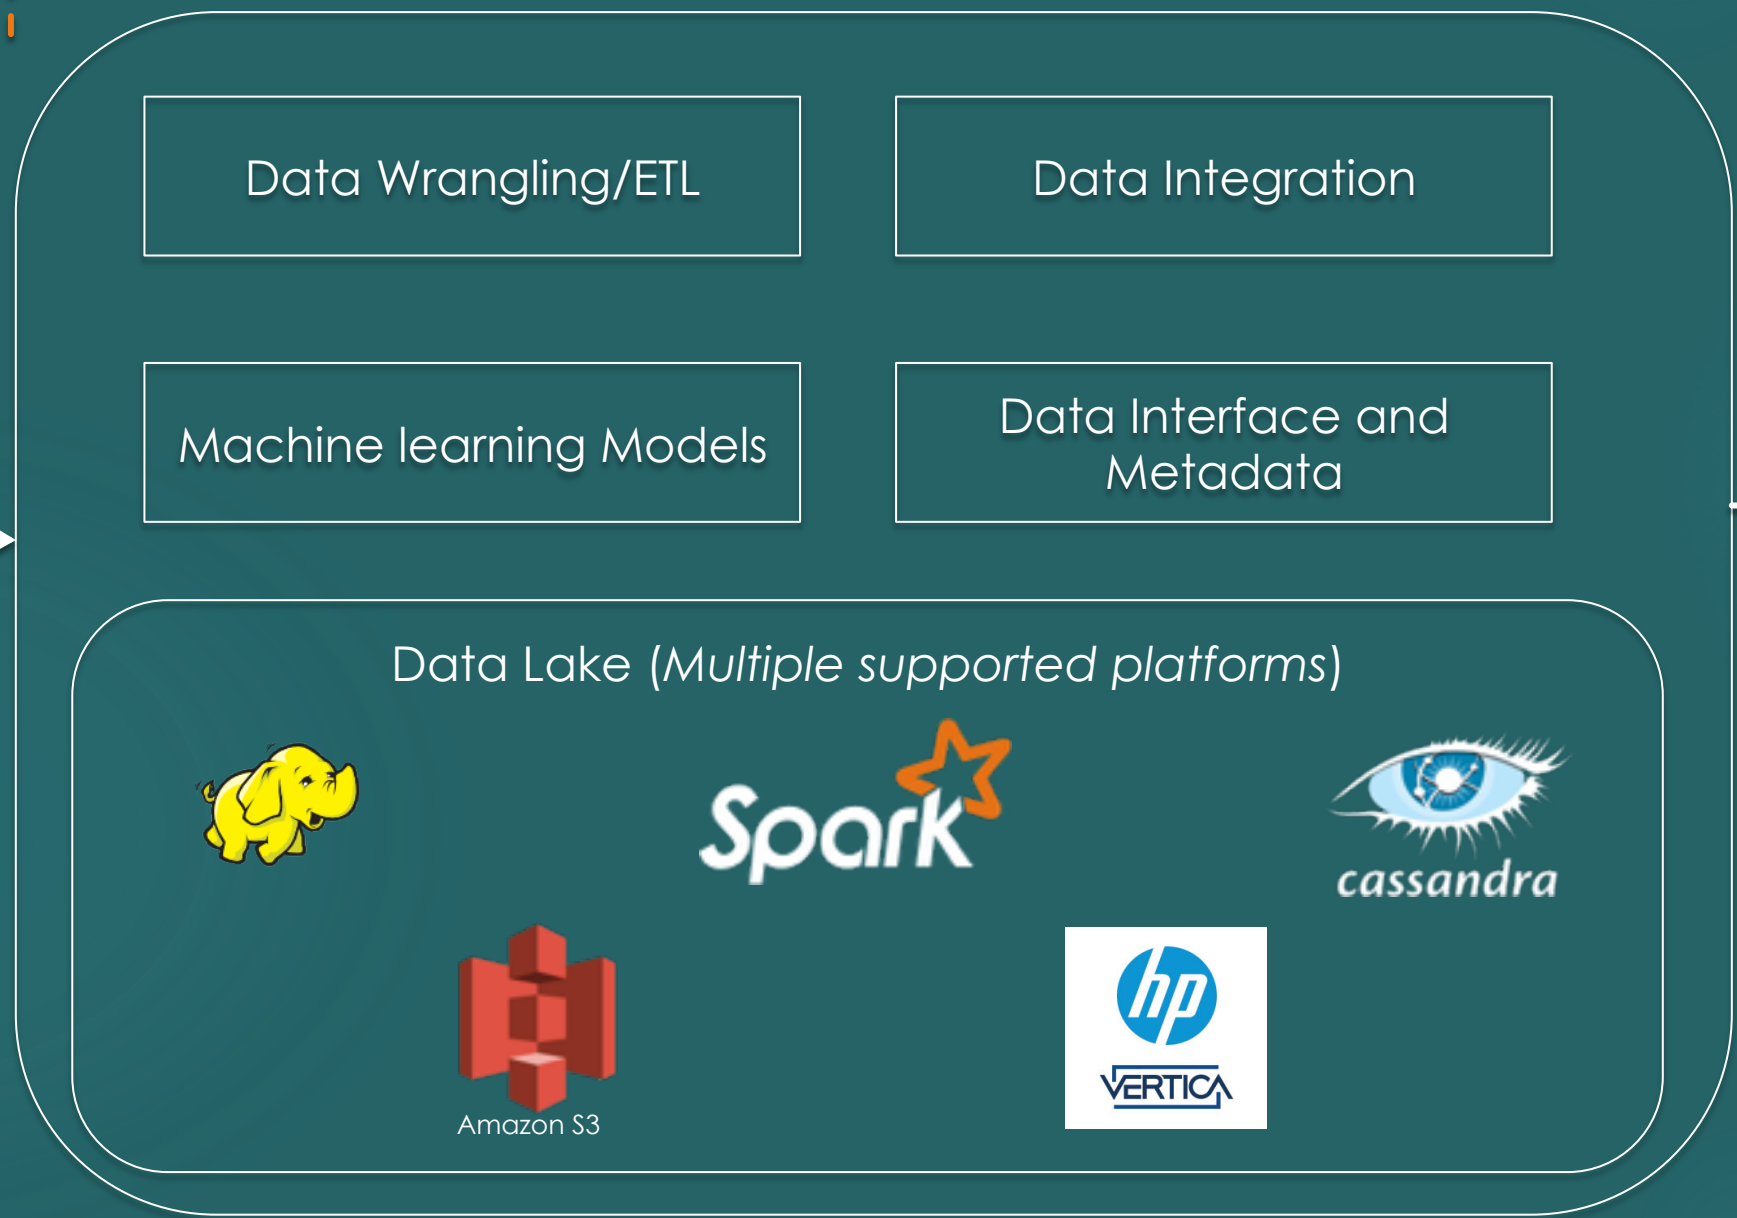 Data Wrangling/ETL
Data Integration
Machine learning Models
Data Interface and
Metadata
Data Lake (Multiple supported platforms)
Spark
cassandra
Amazon S3
hp
VERTICA